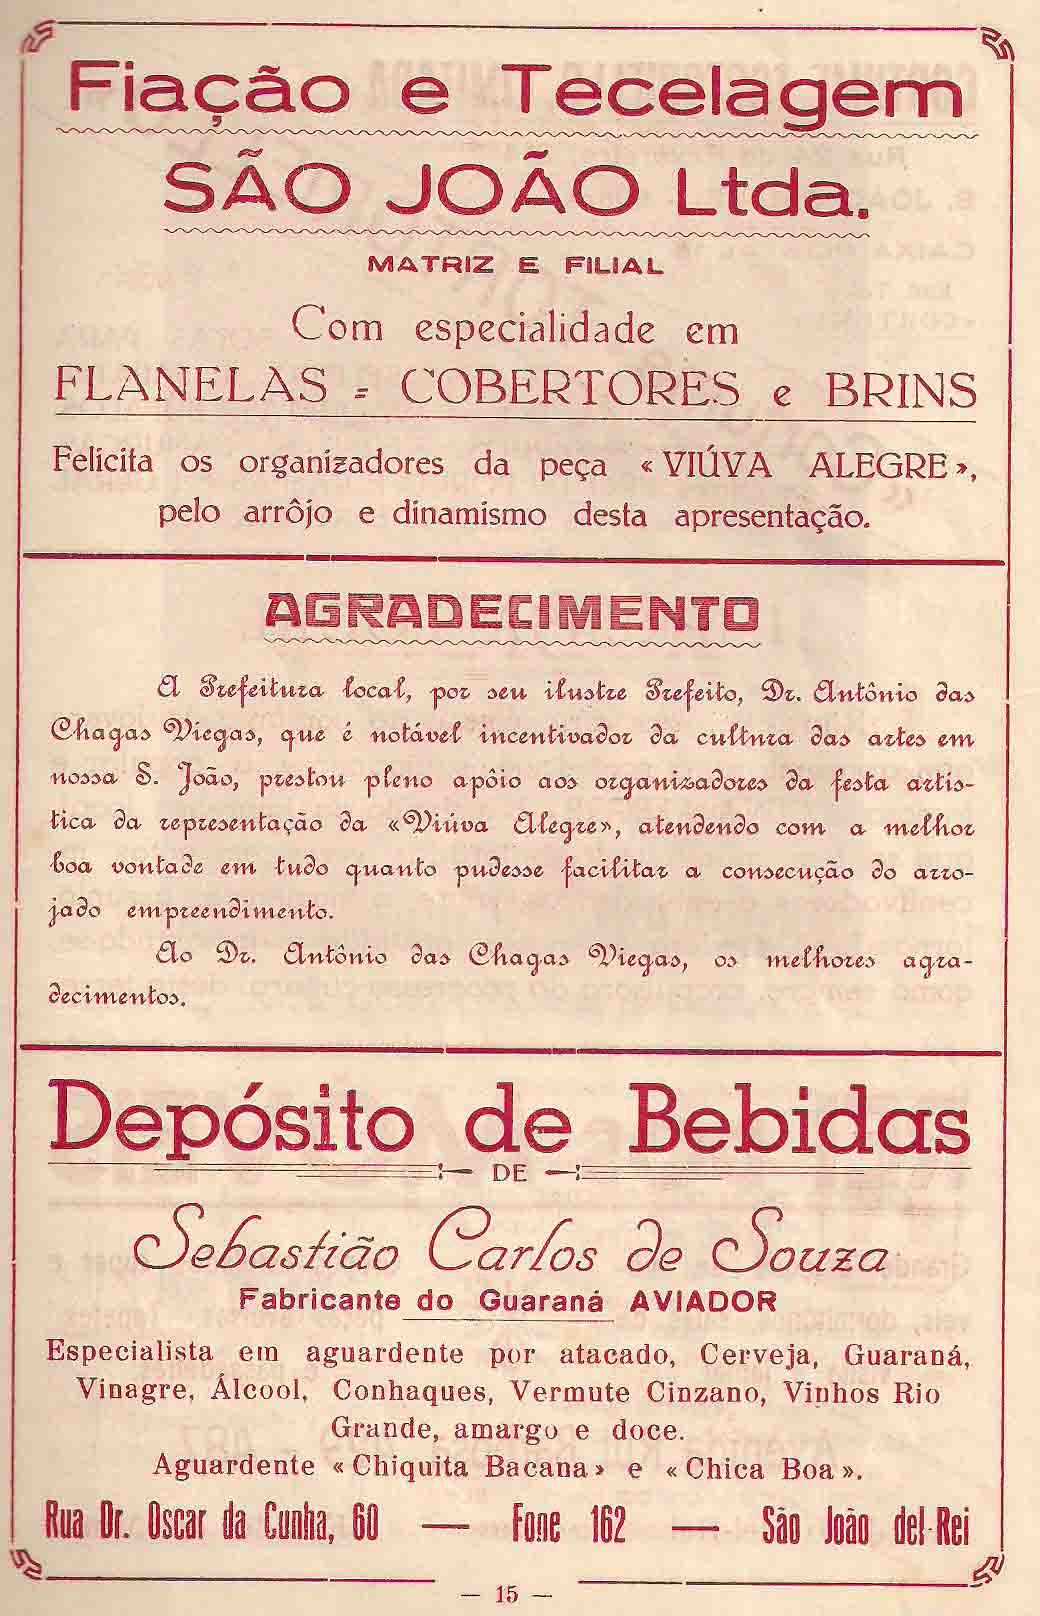 Fiação e Tecelagem
SÃO JOÃO Ltda.
MATRIZ E FILIAL
Com especialidade em
FLANELAS - COBERTORES e BRINS
Felicita os organizadores da peça « VIÚVA ALEGRE »,
pelo arrôjo e dinamismo desta apresentação.
AGRADECIMENTO
A Prefeitura local, por seu ilustre Prefeito, Dr. Antônio das
Chagas Viegas, que é notável incentivador da cultnra das artes em
nossa S. João, prestou pleno apôio aos organizadores da festa artis-
tica da representação da «Viúva Alegre», atendendo com a melhor
boa vontade em tudo quanto pudesse facilitar a consecução do arro-
jado empreendimento.
Ao Dr. Antônio das Chagas Viegas, os melhores agra-
decimentos.
Depósito de Bebidas
DE
Sebastião Carlos de Souza
Fabricante do Guaraná AVIADOR
Especialista em aguardente por atacado, Cerveja, Guaraná,
Vinagre, Álcool, Conhaques, Vermute Cinzano, Vinhos Rio
Grande, amargo e doce.
Aguardente « Chiquita Bacana » e « Chica Boa ».
Rua Dr. Oscar da Cunha, 60 — Fone 162 — São João del-Rei
— 15 —